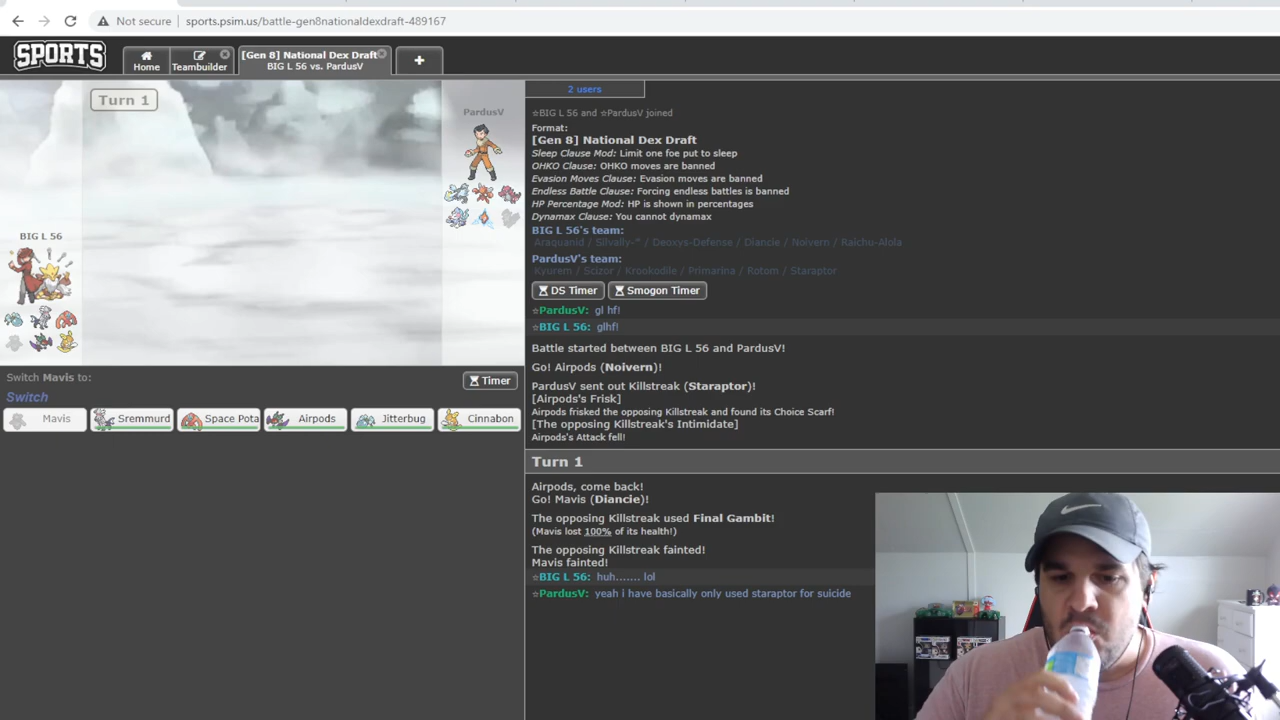 Not secure | sports.psim.us/battle-gen8nationaldexdraft-489167
SPORTS
Home
Teambuilder
[Gen 8] National Dex Draft
BIG L 56 vs. PardusV
+
Turn 1
PardusV
BIG L 56
Switch Mavis to:
Timer
Switch
Mavis
Sremmurd
Space Pota
Airpods
Jitterbug
Cinnabon
2 users
☆BIG L 56 and ☆PardusV joined
Format:
[Gen 8] National Dex Draft
Sleep Clause Mod: Limit one foe put to sleep
OHKO Clause: OHKO moves are banned
Evasion Moves Clause: Evasion moves are banned
Endless Battle Clause: Forcing endless battles is banned
HP Percentage Mod: HP is shown in percentages
Dynamax Clause: You cannot dynamax
BIG L 56's team:
Araquanid / Silvally-* / Deoxys-Defense / Diancie / Noivern / Raichu-Alola
PardusV's team:
Kyurem / Scizor / Krookodile / Primarina / Rotom / Staraptor
DS Timer
Smogon Timer
☆PardusV: gl hf!
☆BIG L 56: glhf!
Battle started between BIG L 56 and PardusV!
Go! Airpods (Noivern)!
PardusV sent out Killstreak (Staraptor)!
[Airpods's Frisk]
Airpods frisked the opposing Killstreak and found its Choice Scarf!
[The opposing Killstreak's Intimidate]
Airpods's Attack fell!
Turn 1
Airpods, come back!
Go! Mavis (Diancie)!
The opposing Killstreak used Final Gambit!
(Mavis lost 100% of its health!)
The opposing Killstreak fainted!
Mavis fainted!
☆BIG L 56: huh....... lol
☆PardusV: yeah i have basically only used staraptor for suicide